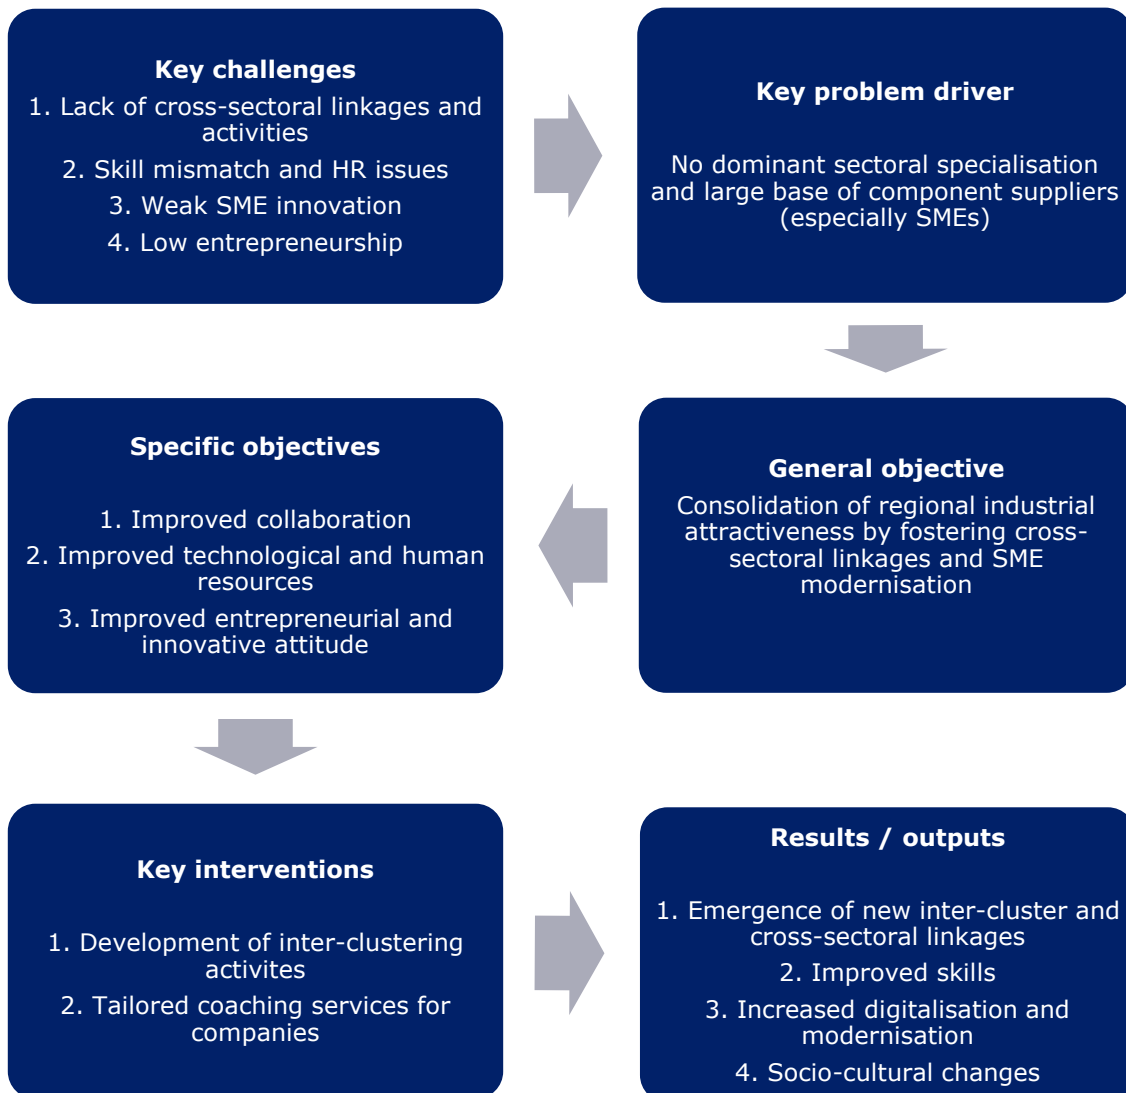 Key challenges
1. Lack of cross-sectoral linkages and
activities
2. Skill mismatch and HR issues
3. Weak SME innovation
4. Low entrepreneurship
Key problem driver
No dominant sectoral specialisation
and large base of component suppliers
(especially SMEs)
General objective
Consolidation of regional industrial
attractiveness by fostering cross-
sectoral linkages and SME
modernisation
Specific objectives
1. Improved collaboration
2. Improved technological and human
resources
3. Improved entrepreneurial and
innovative attitude
Key interventions
1. Development of inter-clustering
activites
2. Tailored coaching services for
companies
Results / outputs
1. Emergence of new inter-cluster and
cross-sectoral linkages
2. Improved skills
3. Increased digitalisation and
modernisation
4. Socio-cultural changes